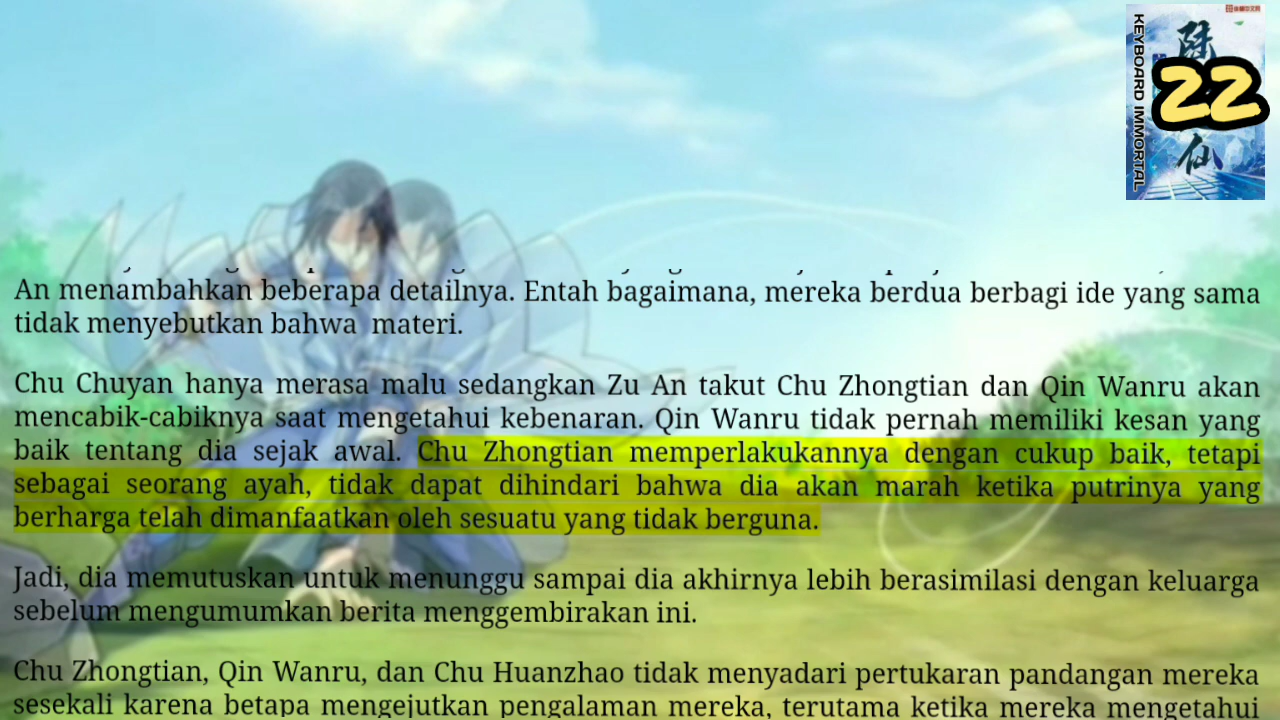 KEYBOARD IMMORTAL
陆
仙
22
An menambahkan beberapa detailnya. Entah bagaimana, mereka berdua berbagi ide yang sama
tidak menyebutkan bahwa  materi.
Chu Chuyan hanya merasa malu sedangkan Zu An takut Chu Zhongtian dan Qin Wanru akan
mencabik-cabiknya saat mengetahui kebenaran. Qin Wanru tidak pernah memiliki kesan yang
baik tentang dia sejak awal. Chu Zhongtian memperlakukannya dengan cukup baik, tetapi
sebagai seorang ayah, tidak dapat dihindari bahwa dia akan marah ketika putrinya yang
berharga telah dimanfaatkan oleh sesuatu yang tidak berguna.
Jadi, dia memutuskan untuk menunggu sampai dia akhirnya lebih berasimilasi dengan keluarga
sebelum mengumumkan berita menggembirakan ini.
Chu Zhongtian, Qin Wanru, dan Chu Huanzhao tidak menyadari pertukaran pandangan mereka
sesekali karena betapa mengejutkan pengalaman mereka, terutama ketika mereka mengetahui